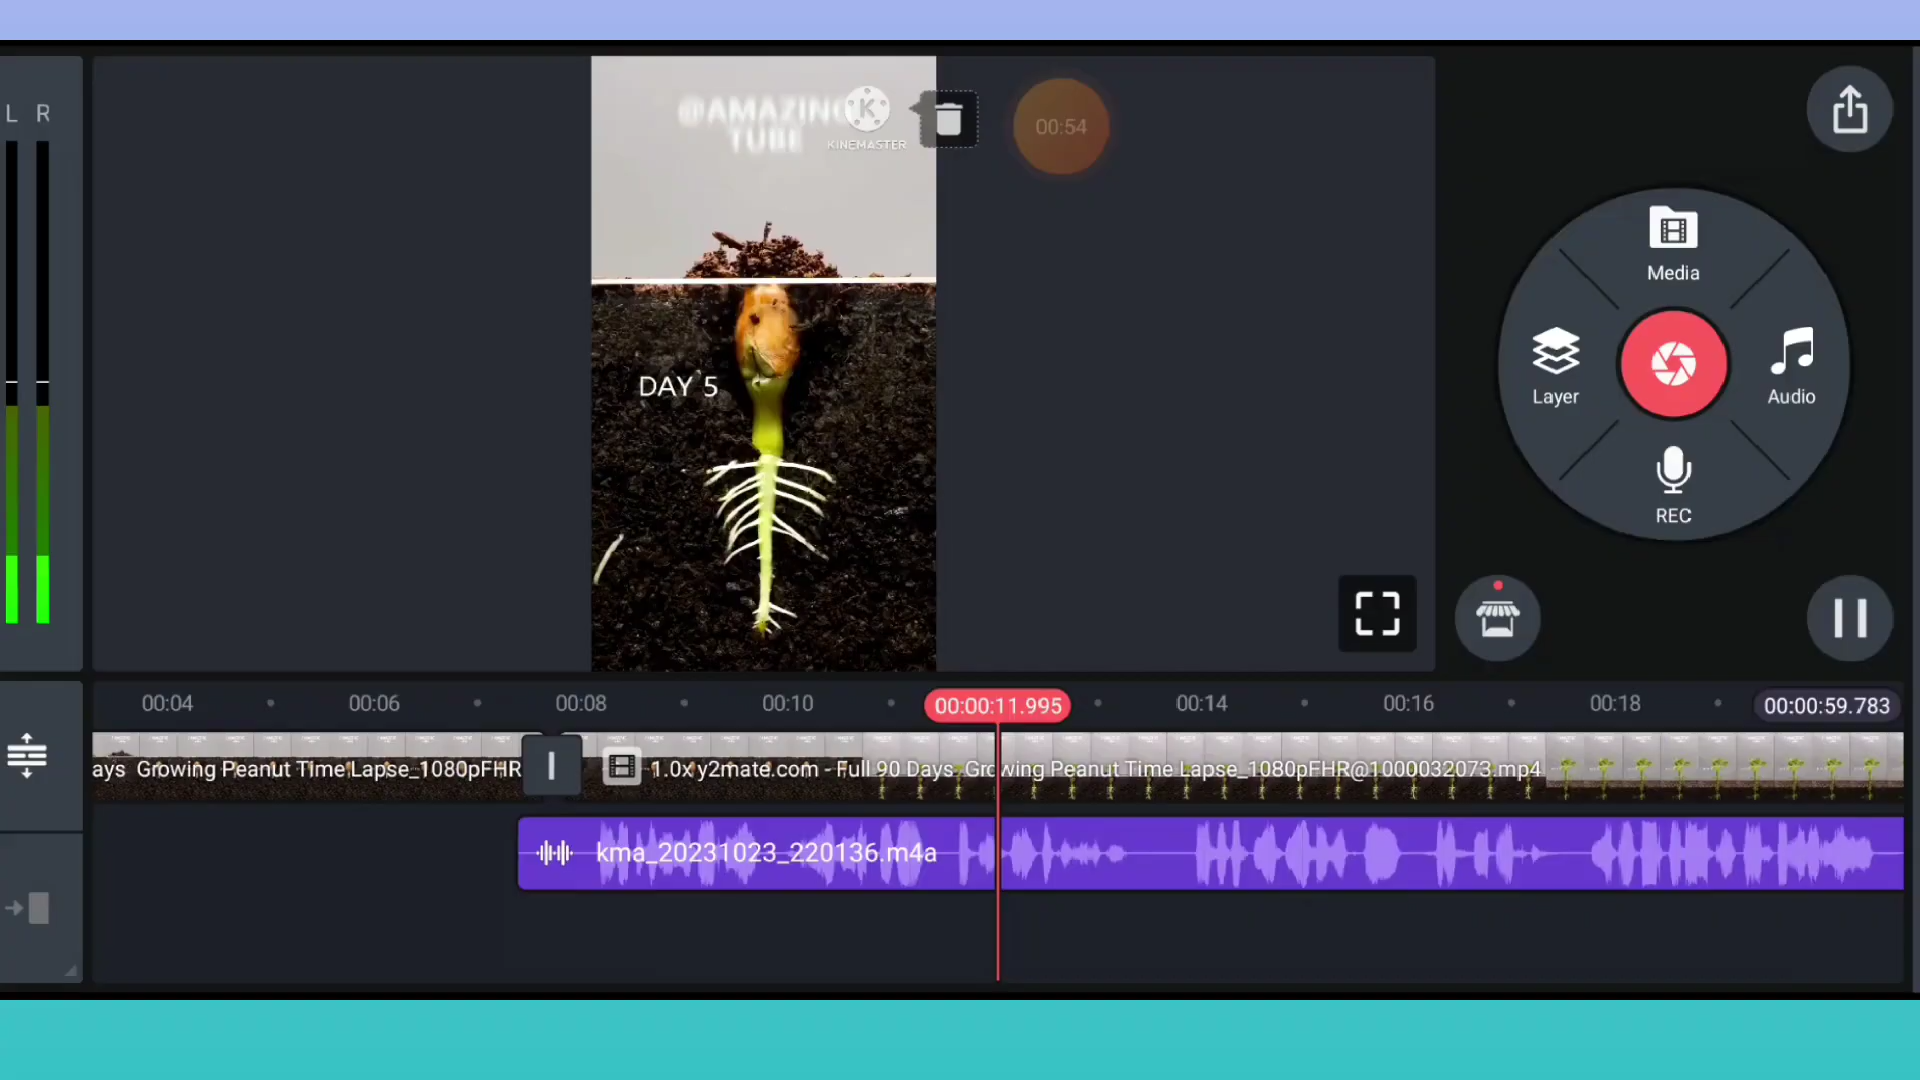 L R
@AMAZING
TUBE
KINEMASTER
00:54
Media
Layer
Audio
REC
DAY 5
00:04
00:06
00:08
00:10
00:00:11.995
00:14
00:16
00:18
00:00:59.783
ays Growing Peanut Time Lapse_1080pFHR
1.0x y2mate.com - Full 90 Days Growing Peanut Time Lapse_1080pFHR@1000032073.mp4
kma_20231023_220136.m4a